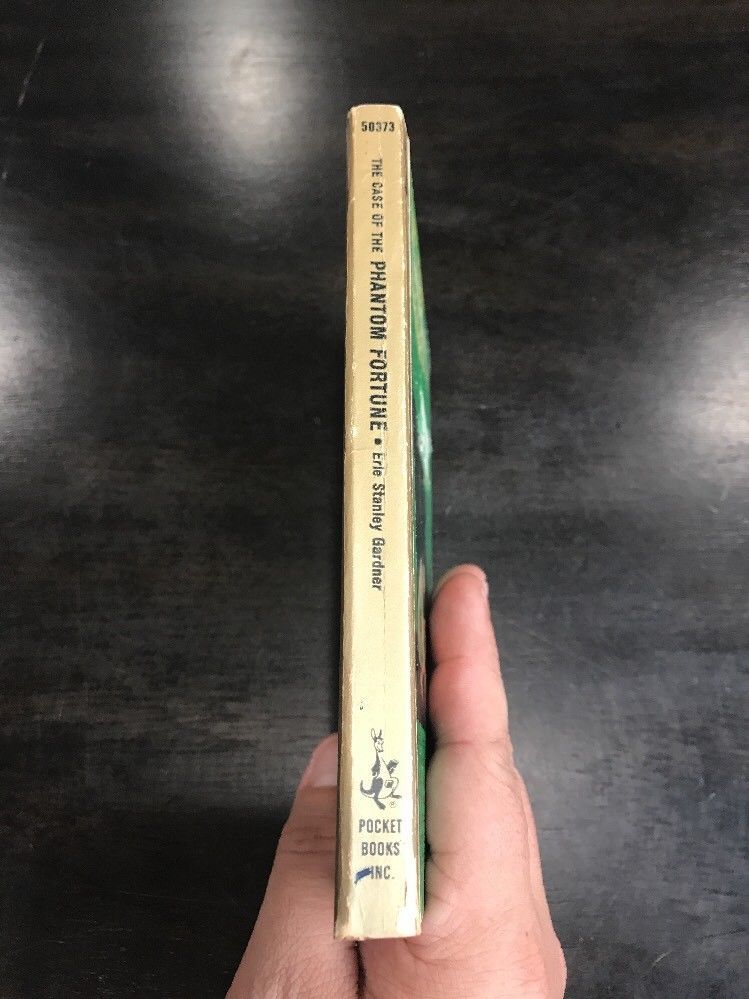 50373
THE CASE OF THE PHANTOM FORTUNE • Erle Stanley Gardner
®
POCKET
BOOKS
INC.